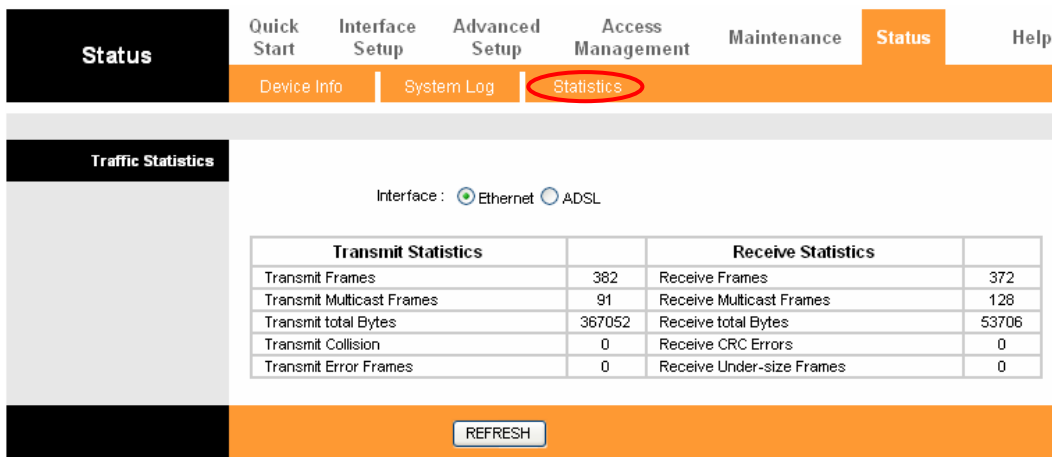 Status
Quick Start
Interface Setup
Advanced Setup
Access Management
Maintenance
Status
Help
Device Info
System Log
Statistics
Traffic Statistics
Interface : Ethernet ADSL
Transmit Statistics Receive Statistics
Transmit Frames 382 Receive Frames 372
Transmit Multicast Frames 91 Receive Multicast Frames 128
Transmit total Bytes 367052 Receive total Bytes 53706
Transmit Collision 0 Receive CRC Errors 0
Transmit Error Frames 0 Receive Under-size Frames 0
REFRESH